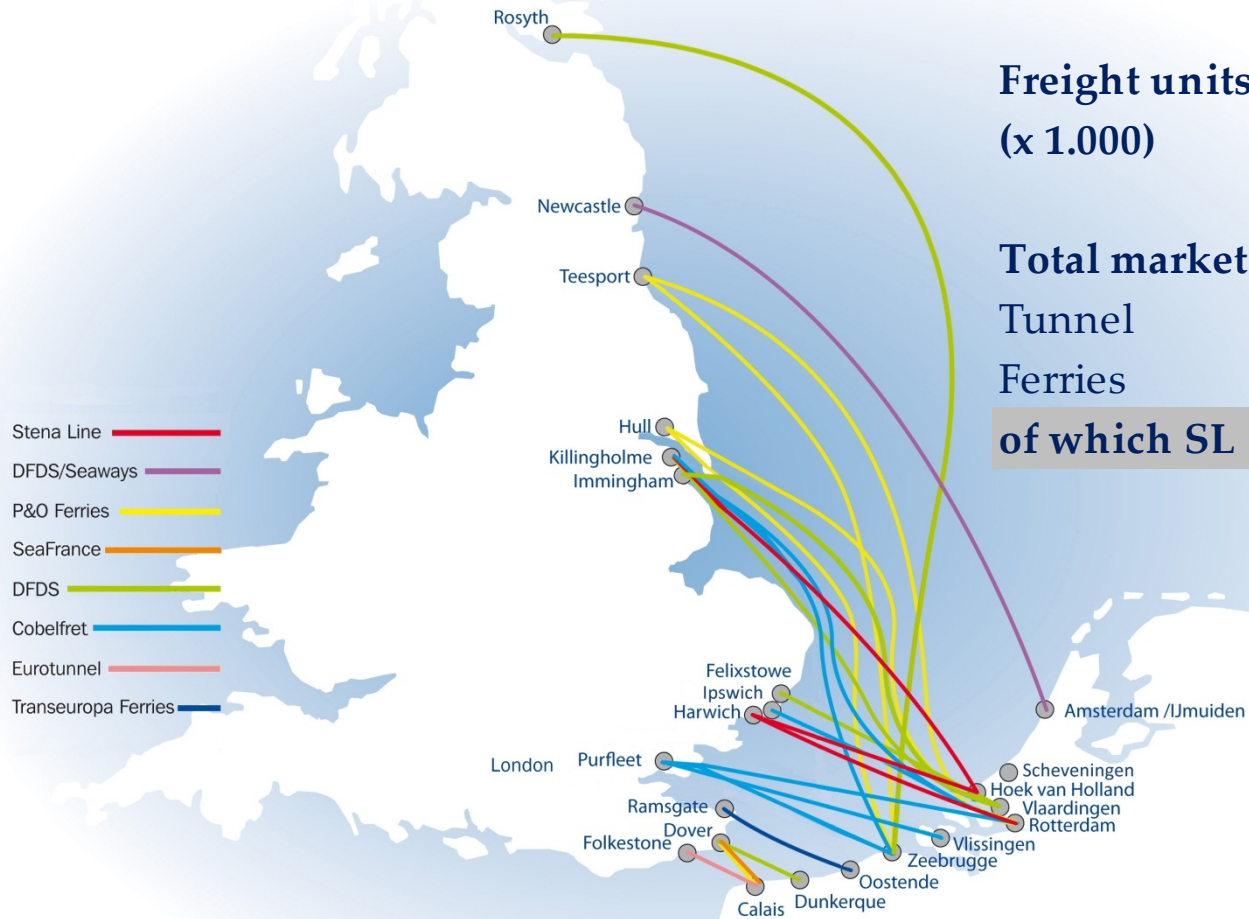 Rosyth
Freight units
(x 1.000)
Newcastle
Total market
Teesport
Tunnel
Ferries
of which SL
Hull
Killingholme
Immingham
Stena Line
DFDS/Seaways
P&O Ferries
SeaFrance
DFDS
Cobelfret
Eurotunnel
Transeuropa Ferries
Felixstowe
Ipswich
Harwich
Amsterdam /IJmuiden
London
Purfleet
Scheveningen
Hoek van Holland
Vlaardingen
Rotterdam
Ramsgate
Dover
Folkestone
Vlissingen
Zeebrugge
Oostende
Dunkerque
Calais